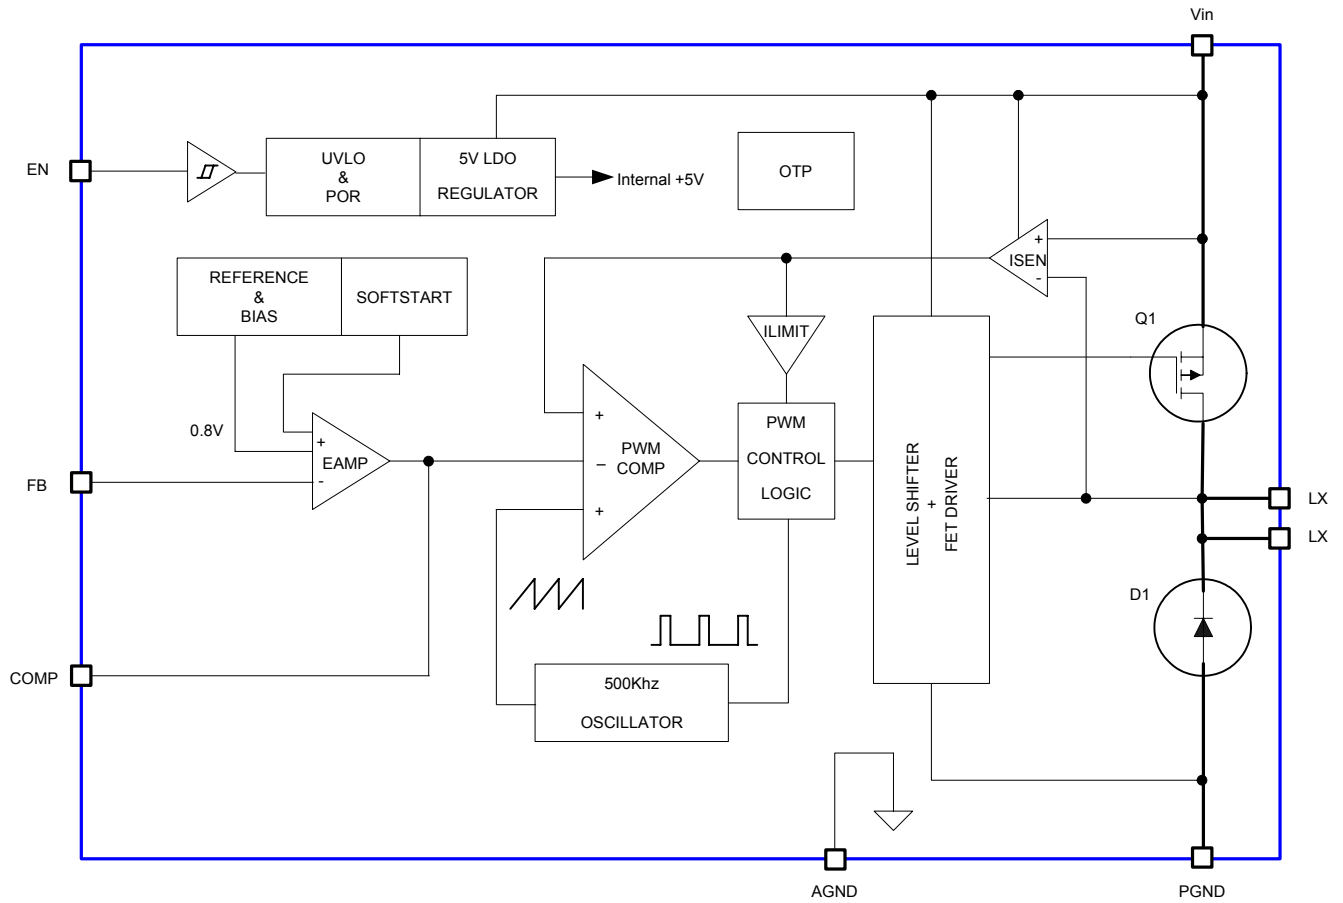 Vin
EN
UVLO
&
POR
5V LDO
REGULATOR
Internal +5V
OTP
REFERENCE
&
BIAS
SOFTSTART
+
ISEN
-
Q1
ILIMIT
0.8V
+
EAMP
-
FB
+
PWM
COMP
–
+
PWM
CONTROL
LOGIC
LEVEL SHIFTER
+
FET DRIVER
LX
LX
D1
COMP
500Khz
OSCILLATOR
AGND
PGND